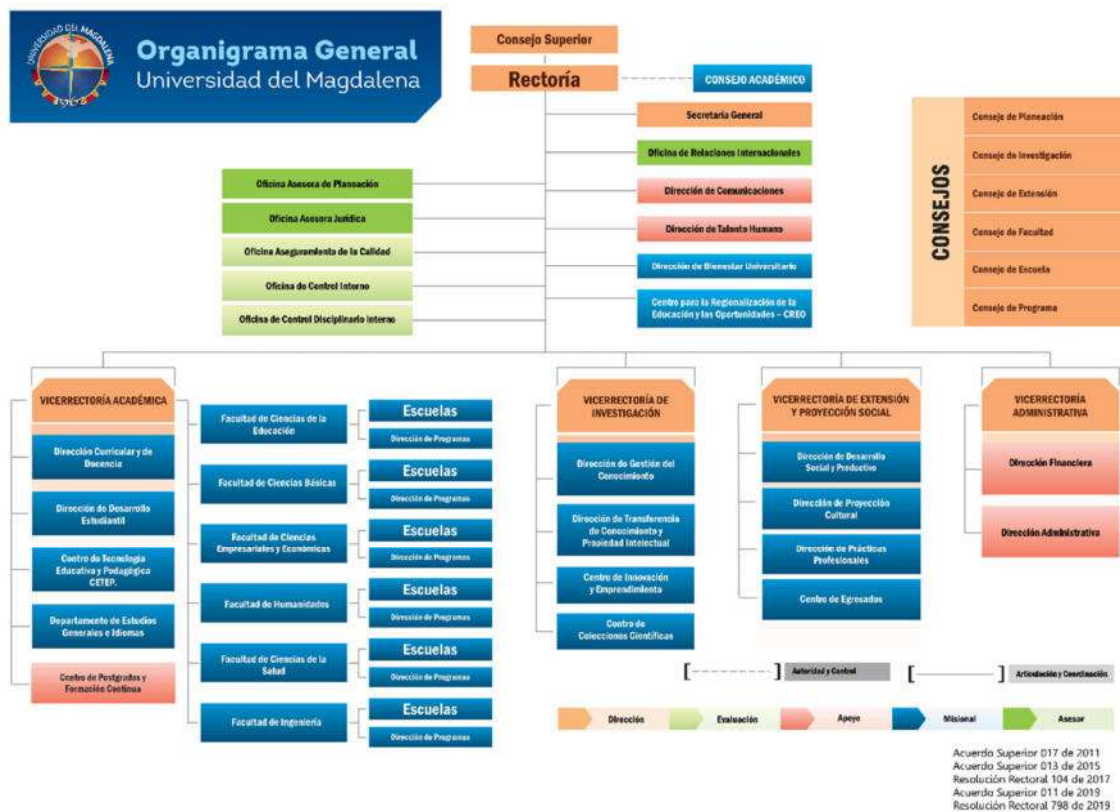 UNIVERSIDAD DEL MAGDALENA
Organigrama General
Universidad del Magdalena
Consejo Superior
Rectoría
CONSEJO ACADÉMICO
Secretaría General
Oficina de Relaciones Internacionales
Dirección de Comunicaciones
Dirección de Talento Humano
Dirección de Bienestar Universitario
Centro para la Regionalización de la
Educación y las Oportunidades – CREO
Oficina Asesora de Planeación
Oficina Asesora Jurídica
Oficina Aseguramiento de la Calidad
Oficina de Control Interno
Oficina de Control Disciplinario Interno
CONSEJOS
Consejo de Planeación
Consejo de Investigación
Consejo de Extensión
Consejo de Facultad
Consejo de Escuela
Consejo de Programa
VICERRECTORÍA ACADÉMICA
Dirección Curricular y de
Docencia
Dirección de Desarrollo
Estudiantil
Centro de Tecnología
Educativa y Pedagógica
CETEP.
Departamento de Estudios
Generales e Idiomas
Centro de Postgrados y
Formación Continua
Facultad de Ciencias de la
Educación
Escuelas
Dirección de Programas
Facultad de Ciencias Básicas
Escuelas
Dirección de Programas
Facultad de Ciencias
Empresariales y Económicas
Escuelas
Dirección de Programas
Facultad de Humanidades
Escuelas
Dirección de Programas
Facultad de Ciencias de la
Salud
Escuelas
Dirección de Programas
Facultad de Ingeniería
Escuelas
Dirección de Programas
VICERRECTORÍA DE
INVESTIGACIÓN
Dirección de Gestión del
Conocimiento
Dirección de Transferencia
de Conocimiento y
Propiedad Intelectual
Centro de Innovación
y Emprendimiento
Centro de
Colecciones Científicas
VICERRECTORÍA DE EXTENSIÓN
Y PROYECCIÓN SOCIAL
Dirección de Desarrollo
Social y Productivo
Dirección de Proyección
Cultural
Dirección de Prácticas
Profesionales
Centro de Egresados
VICERRECTORÍA
ADMINISTRATIVA
Dirección Financiera
Dirección Administrativa
Autoridad y Control
Articulación y Coordinación
Dirección
Evaluación
Apoyo
Misional
Asesor
Acuerdo Superior 017 de 2011
Acuerdo Superior 013 de 2015
Resolución Rectoral 104 de 2017
Acuerdo Superior 011 de 2019
Resolución Rectoral 798 de 2019